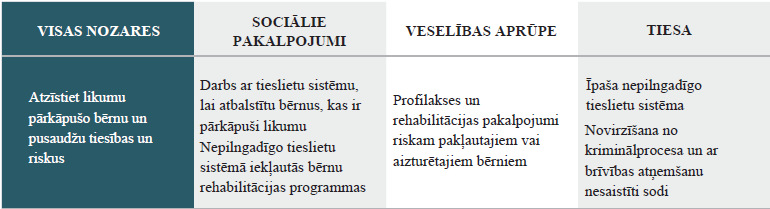 VISAS NOZARES
SOCIĀLIE
PAKALPOJUMI
VESELĪBAS APRŪPE
TIESA
Atzīstiet likumu
pārkāpušo bērnu un
pusaudžu tiesības un
riskus
Darbs ar tieslietu sistēmu,
lai atbalstītu bērnus, kas ir
pārkāpuši likumu
Nepilngadīgo tieslietu
sistēmā iekļautās bērnu
rehabilitācijas programmas
Profilakses un
rehabilitācijas pakalpojumi
riskam pakļautajiem vai
aizturētajiem bērniem
Īpaša nepilngadīgo
tieslietu sistēma
Novirzīšana no
kriminālprocesa un ar
brīvības atņemšanu
nesaistīti sodi